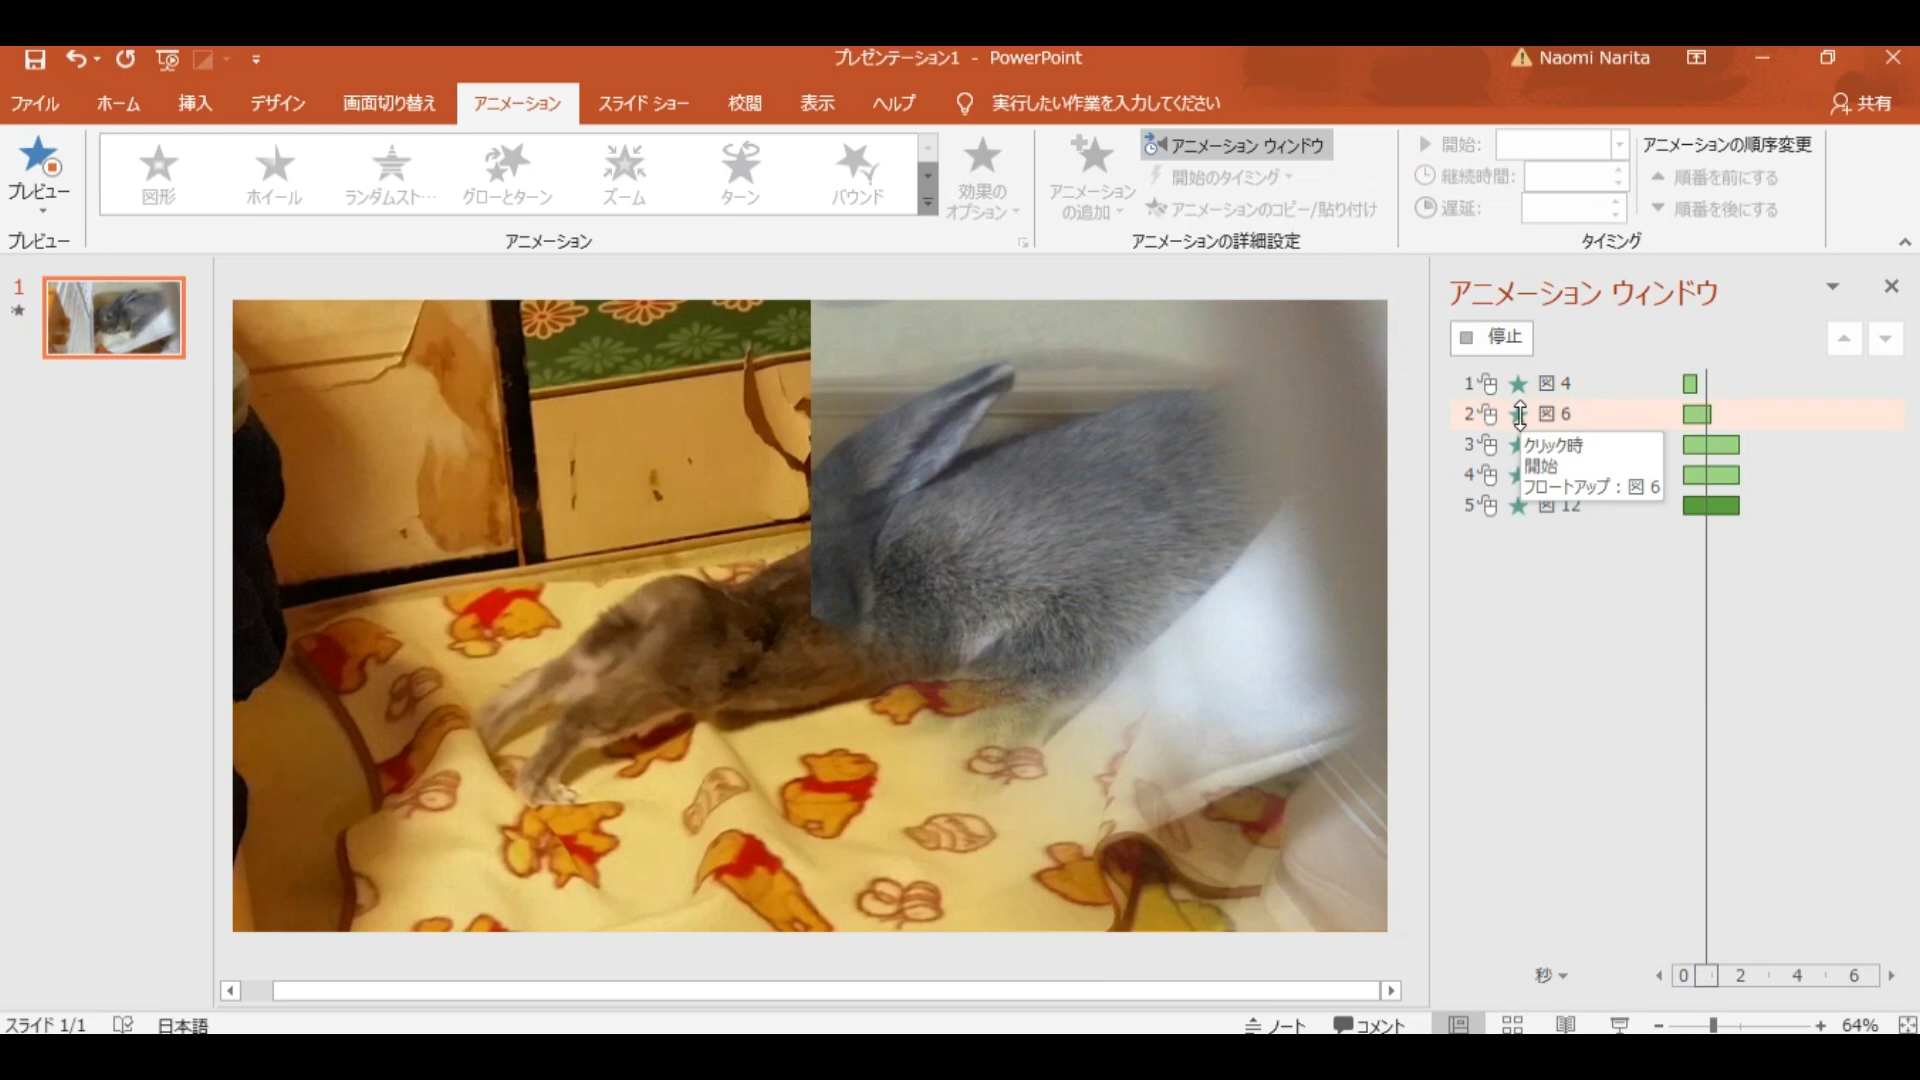 プレゼンテーション1 - PowerPoint
Naomi Narita
ファイル ホーム 挿入 デザイン 画面切り替え アニメーション スライド ショー 校閲 表示 ヘルプ 実行したい作業を入力してください 共有
プレビュー
プレビュー
図形 ホイール ランダムスト… グローとターン ズーム ターン バウンド
アニメーション
効果の
オプション
アニメーション
の追加
アニメーション ウィンドウ
開始のタイミング
アニメーションのコピー/貼り付け
アニメーションの詳細設定
開始:
継続時間:
遅延:
アニメーションの順序変更
順番を前にする
順番を後にする
タイミング
1
アニメーション ウィンドウ
停止
1 図 4
2 図 6
3
4
5 図 12
クリック時
開始
フロートアップ : 図 6
秒 0 2 4 6
スライド 1/1 日本語
ノート コメント 64%